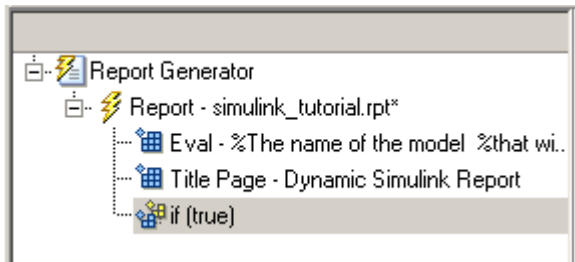 Report Generator
Report - simulink_tutorial.rpt*
Eval - %The name of the model %that wi..
Title Page - Dynamic Simulink Report
if (true)